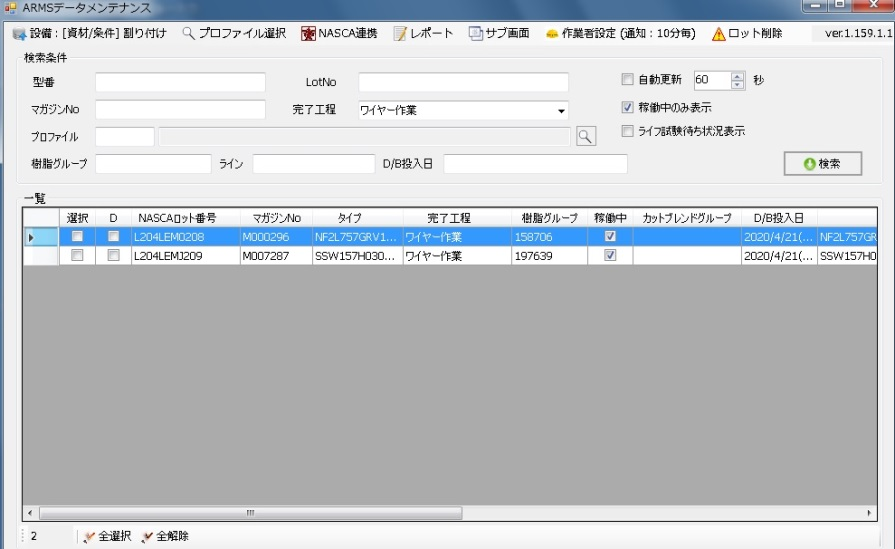 ARMSデータメンテナンス
設備：[資材/条件] 割り付け プロファイル選択 NASCA連携 レポート サブ画面 作業者設定 (通知：10分毎) ロット削除 ver.1.159.1.1
検索条件
型番 LotNo 自動更新 60 秒
マガジンNo 完了工程 ワイヤー作業 稼働中のみ表示
プロファイル ライフ試験待ち状況表示
樹脂グループ ライン D/B投入日 検索
一覧
選択 D NASCAロット番号 マガジンNo タイプ 完了工程 樹脂グループ 稼働中 カットブレンドグループ D/B投入日
L204LEM0208 M000296 NF2L757GRV1... ワイヤー作業 158706 2020/4/21(... NF2L757GR
L204LEMJ209 M007287 SSW157H030... ワイヤー作業 197639 2020/4/21(... SSW157H0
2 全選択 全解除